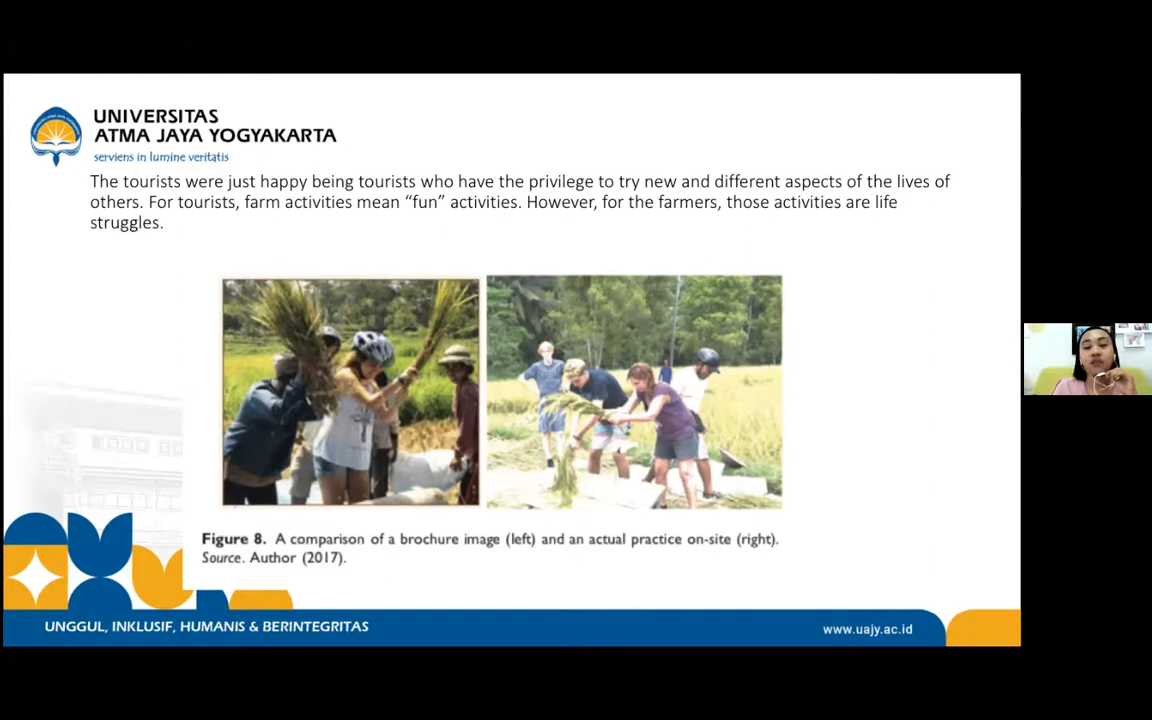 UNIVERSITAS
ATMA JAYA YOGYAKARTA
serviens in lumine veritatis
The tourists were just happy being tourists who have the privilege to try new and different aspects of the lives of
others. For tourists, farm activities mean “fun” activities. However, for the farmers, those activities are life
struggles.
Figure 8. A comparison of a brochure image (left) and an actual practice on-site (right).
Source. Author (2017).
UNGGUL, INKLUSIF, HUMANIS & BERINTEGRITAS
www.uajy.ac.id